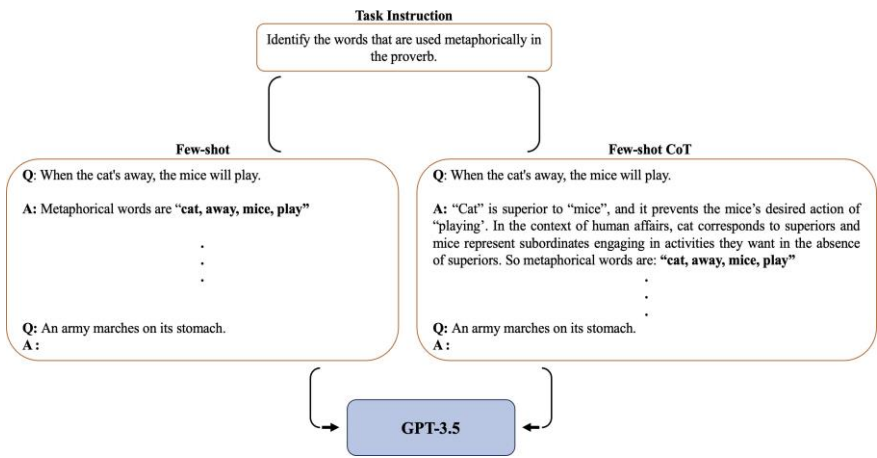 Task Instruction
Identify the words that are used metaphorically in
the proverb.
Few-shot
Q: When the cat's away, the mice will play.
A: Metaphorical words are “cat, away, mice, play”
.
.
.
Q: An army marches on its stomach.
A :
Few-shot CoT
Q: When the cat's away, the mice will play.
A: “Cat” is superior to “mice”, and it prevents the mice’s desired action of
“playing’. In the context of human affairs, cat corresponds to superiors and
mice represent subordinates engaging in activities they want in the absence
of superiors. So metaphorical words are: “cat, away, mice, play”
.
.
.
Q: An army marches on its stomach.
A :
GPT-3.5